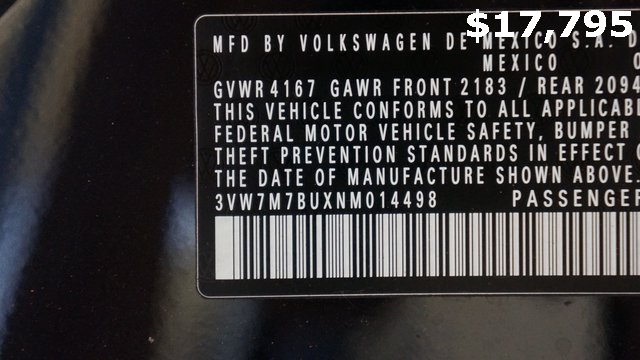 $17,795
MFD BY VOLKSWAGEN DE MEXICO S.A. D
MEXICO
GVWR 4167 GAWR FRONT 2183 / REAR 2094
THIS VEHICLE CONFORMS TO ALL APPLICABL
FEDERAL MOTOR VEHICLE SAFETY, BUMPER
THEFT PREVENTION STANDARDS IN EFFECT O
THE DATE OF MANUFACTURE SHOWN ABOVE.
3VW7M7BUXNM014498 PASSENGER